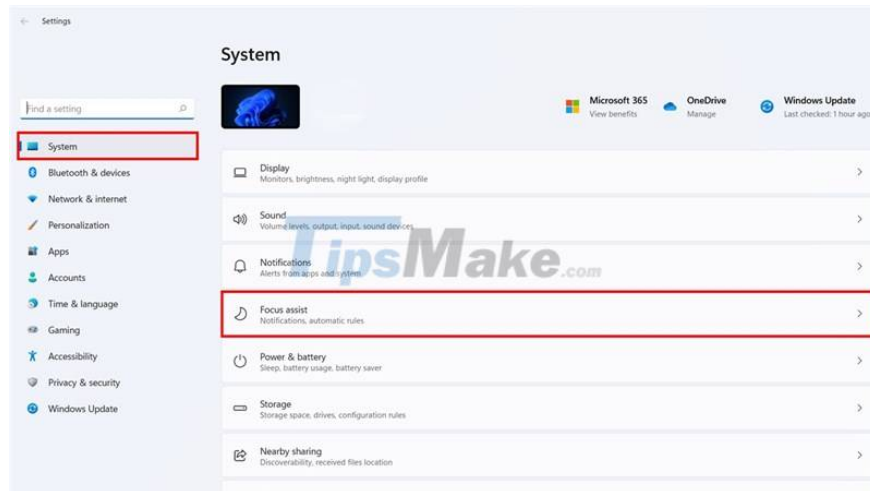 Settings
System
Find a setting
Microsoft 365
View benefits
OneDrive
Manage
Windows Update
Last checked: 1 hour ago
System
Bluetooth & devices
Network & internet
Personalization
Apps
Accounts
Time & language
Gaming
Accessibility
Privacy & security
Windows Update
Display
Monitors, brightness, night light, display profile
Sound
Volume levels, output, input, sound devices
Notifications
Alerts from apps and system
TipsMake.com
Focus assist
Notifications, automatic rules
Power & battery
Sleep, battery usage, battery saver
Storage
Storage space, drives, configuration rules
Nearby sharing
Discoverability, received files location